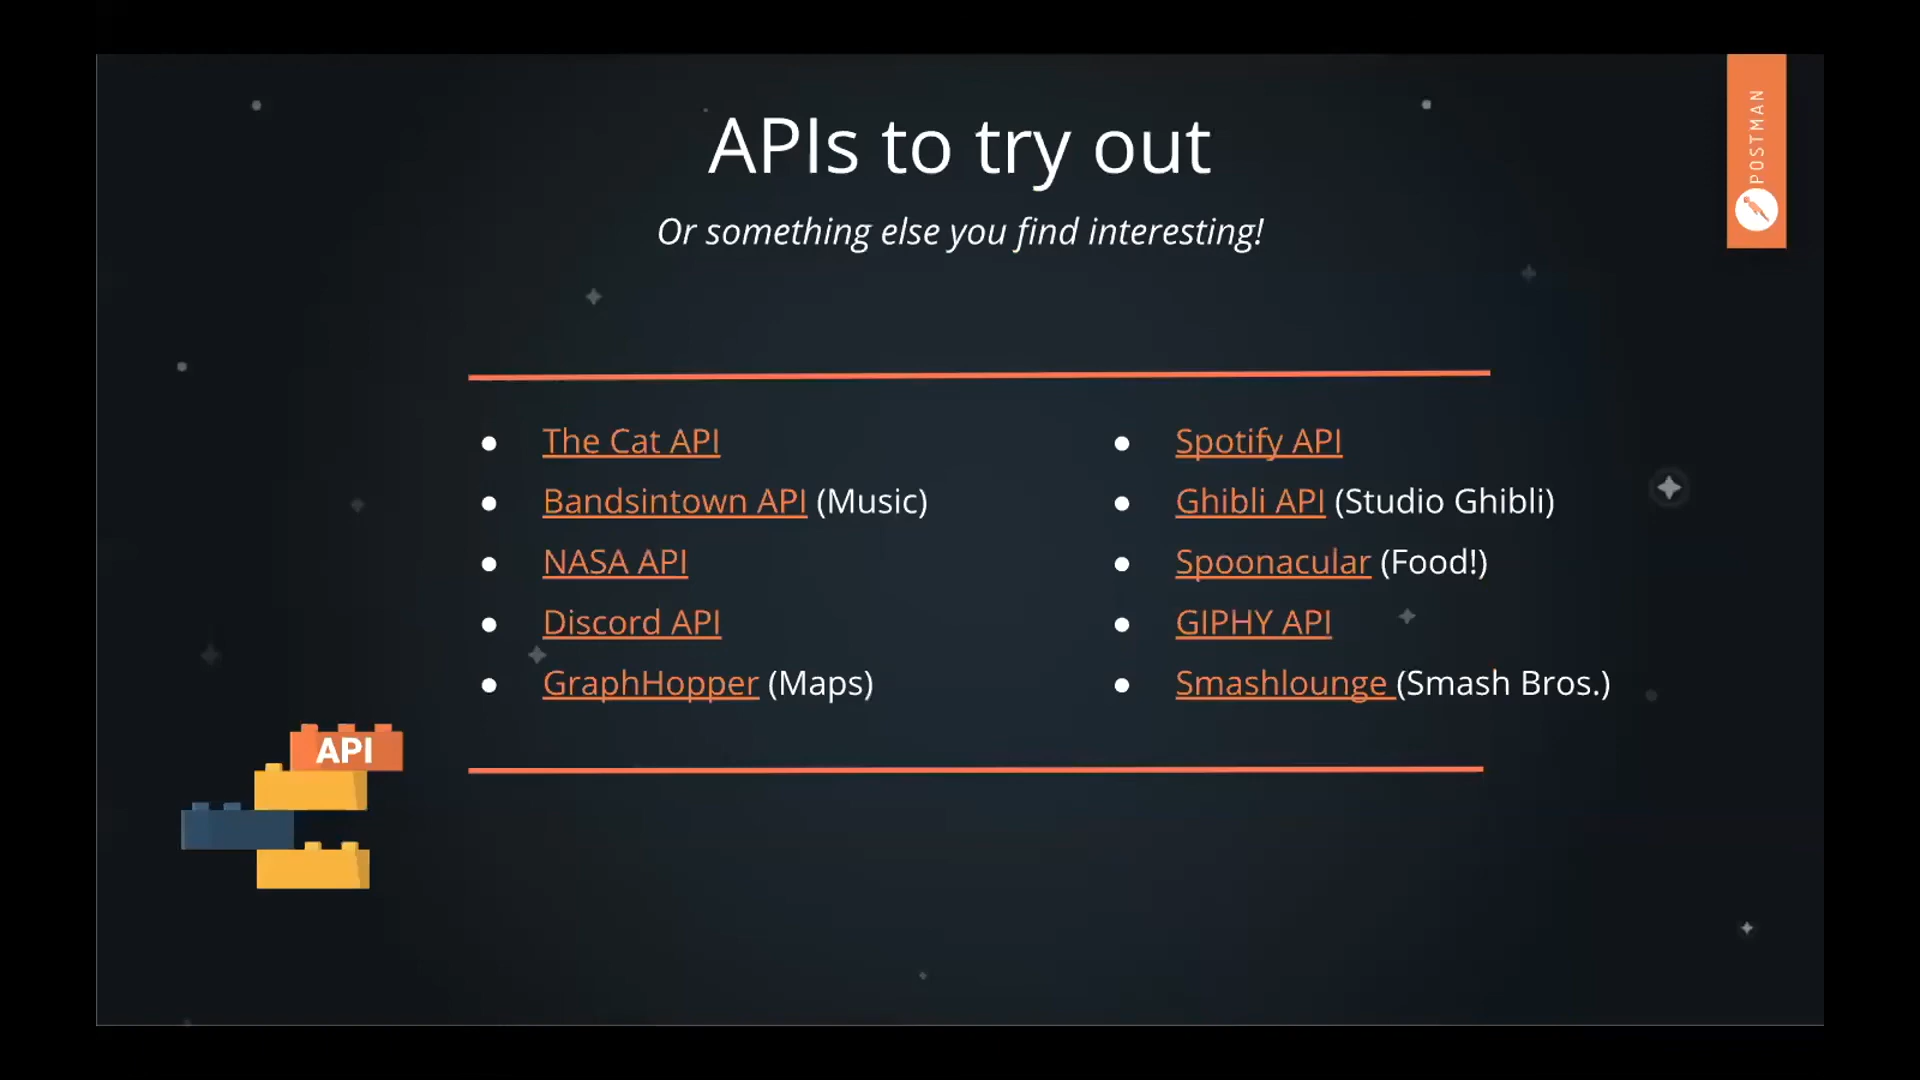 APIs to try out
Or something else you find interesting!
POSTMAN
● The Cat API
● Bandsintown API (Music)
● NASA API
● Discord API
● GraphHopper (Maps)
● Spotify API
● Ghibli API (Studio Ghibli)
● Spoonacular (Food!)
● GIPHY API
● Smashlounge (Smash Bros.)
API